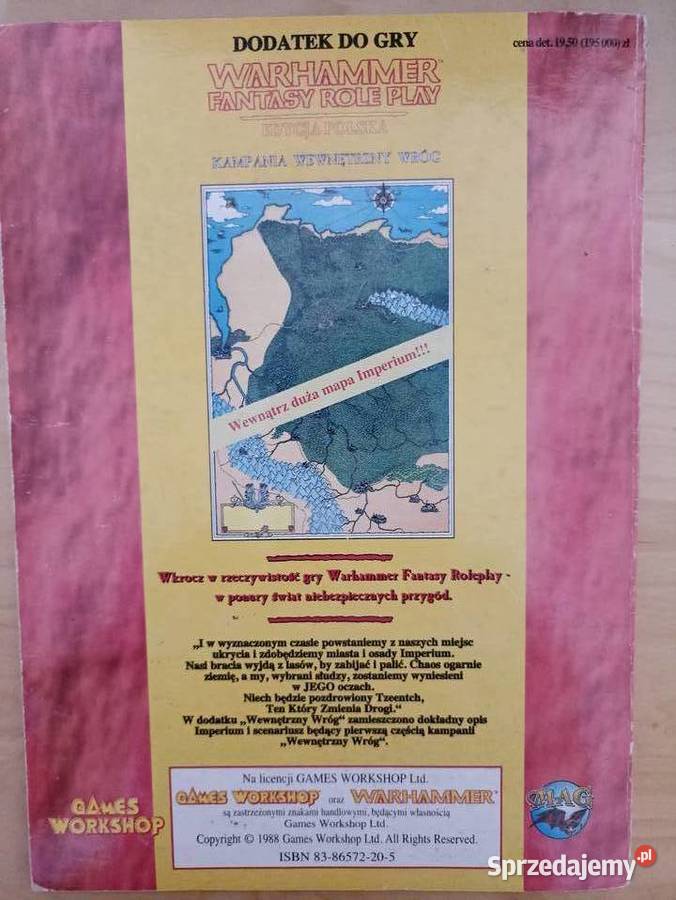 DODATEK DO GRY
cena det. 19,50 (195 000) zł
WARHAMMER™
FANTASY ROLE PLAY
EDYCJA POLSKA
KAMPANIA WEWNĘTRZNY WRÓG
Wewnątrz duża mapa Imperium!!!
Wkrocz w rzeczywistość gry Warhammer Fantasy Roleplay -
w ponury świat niebezpiecznych przygód.
„I w wyznaczonym czasie powstaniemy z naszych miejsc
ukrycia i zdobędziemy miasta i osady Imperium.
Nasi bracia wyjdą z lasów, by zabijać i palić. Chaos ogarnie
ziemię, a my, wybrani słudzy, zostaniemy wyniesieni
w JEGO oczach.
Niech będzie pozdrowiony Tzeentch,
Ten Który Zmienia Drogi.“
W dodatku „Wewnętrzny Wróg“ zamieszczono dokładny opis
Imperium i scenariusz będący pierwszą częścią kampanii
„Wewnętrzny Wróg“.
Na licencji GAMES WORKSHOP Ltd.
GAMES WORKSHOP oraz WARHAMMER™
są zastrzeżonymi znakami handlowymi, będącymi własnością
Games Workshop Ltd.
Copyright © 1988 Games Workshop Ltd. All Rights Reserved.
ISBN 83-86572-20-5
GAMES
WORKSHOP
MAG
Sprzedajemy.pl